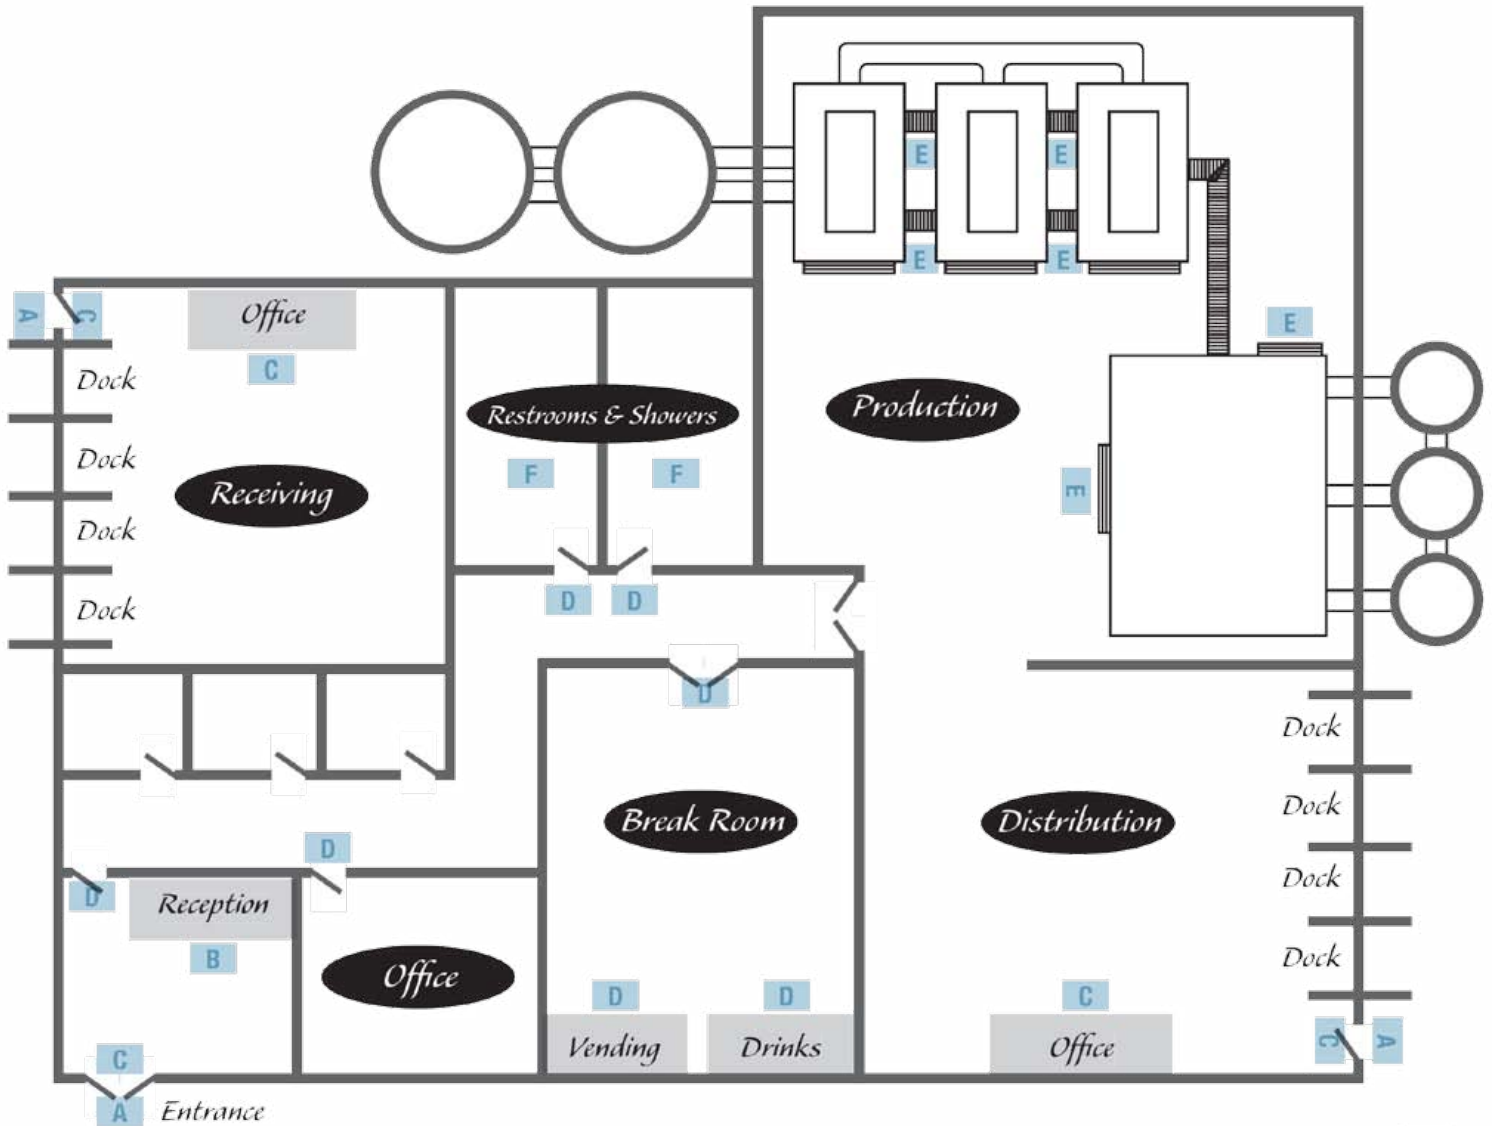 E E
E E
A C Office
C
E
Dock
Restrooms & Showers
Production
Dock
F F
Receiving
E
Dock
Dock
D D
D
Dock
Dock
Break Room
Distribution
D
Dock
D
Reception
B
Dock
Office
D D C
C
Vending
Drinks
Office
C A
A Entrance